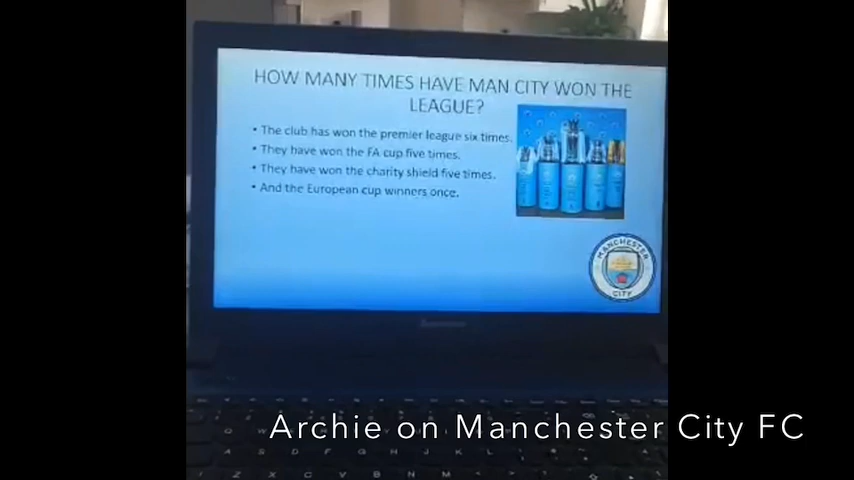 HOW MANY TIMES HAVE MAN CITY WON THE
LEAGUE?
• The club has won the premier league six times.
• They have won the FA cup five times.
• They have won the charity shield five times.
• And the European cup winners once.
MANCHESTER
CITY
Archie on Manchester City FC